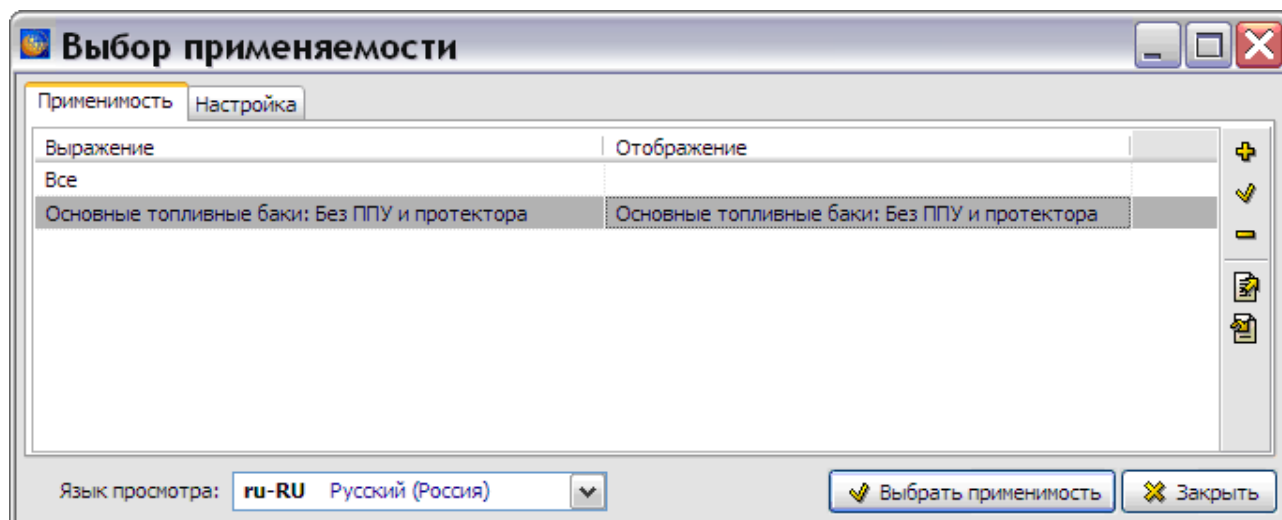 Выбор применяемости
Применимость Настройка
Выражение Отображение
Все
Основные топливные баки: Без ППУ и протектора Основные топливные баки: Без ППУ и протектора
Язык просмотра: ru-RU Русский (Россия) Выбрать применимость Закрыть